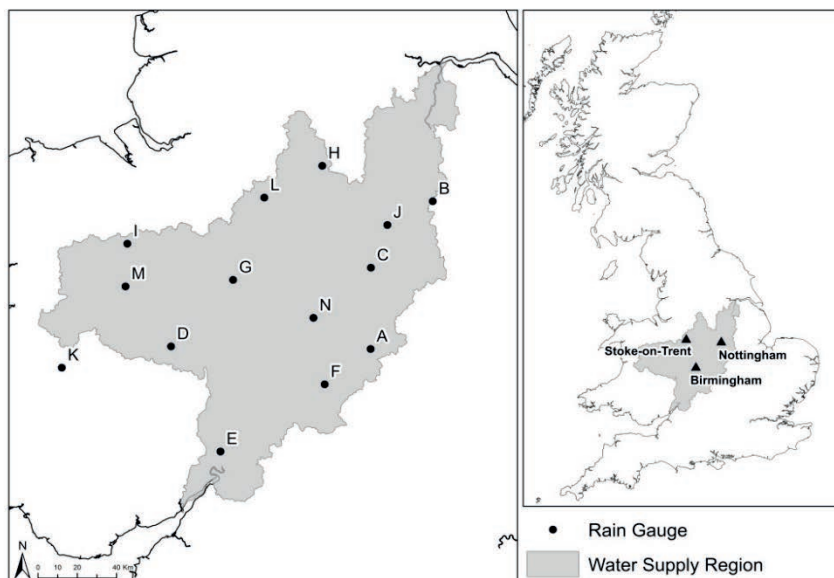 H
L
B
J
I
C
G
M
N
D
A
K
F
E
N
0 10 20 40 Km
Stoke-on-Trent
Nottingham
Birmingham
Rain Gauge
Water Supply Region